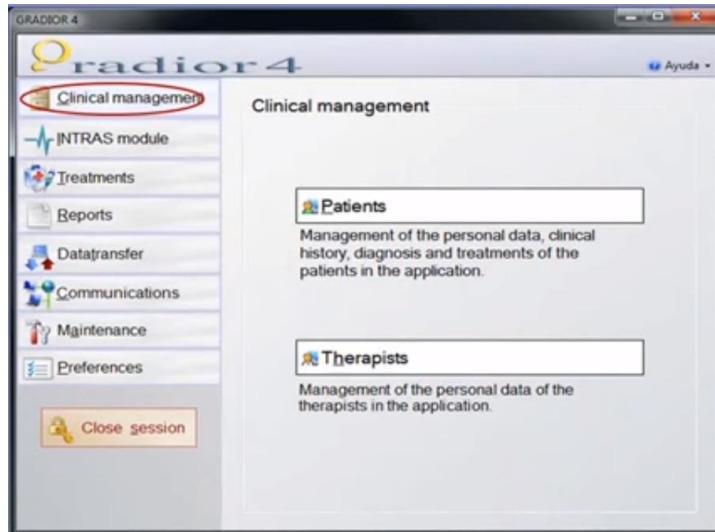 GRADIOR 4
Gradior 4
Ayuda
Clinical management
INTRAS module
Treatments
Reports
Datatransfer
Communications
Maintenance
Preferences
Close session
Clinical management
Patients
Management of the personal data, clinical
history, diagnosis and treatments of the
patients in the application.
Therapists
Management of the personal data of the
therapists in the application.